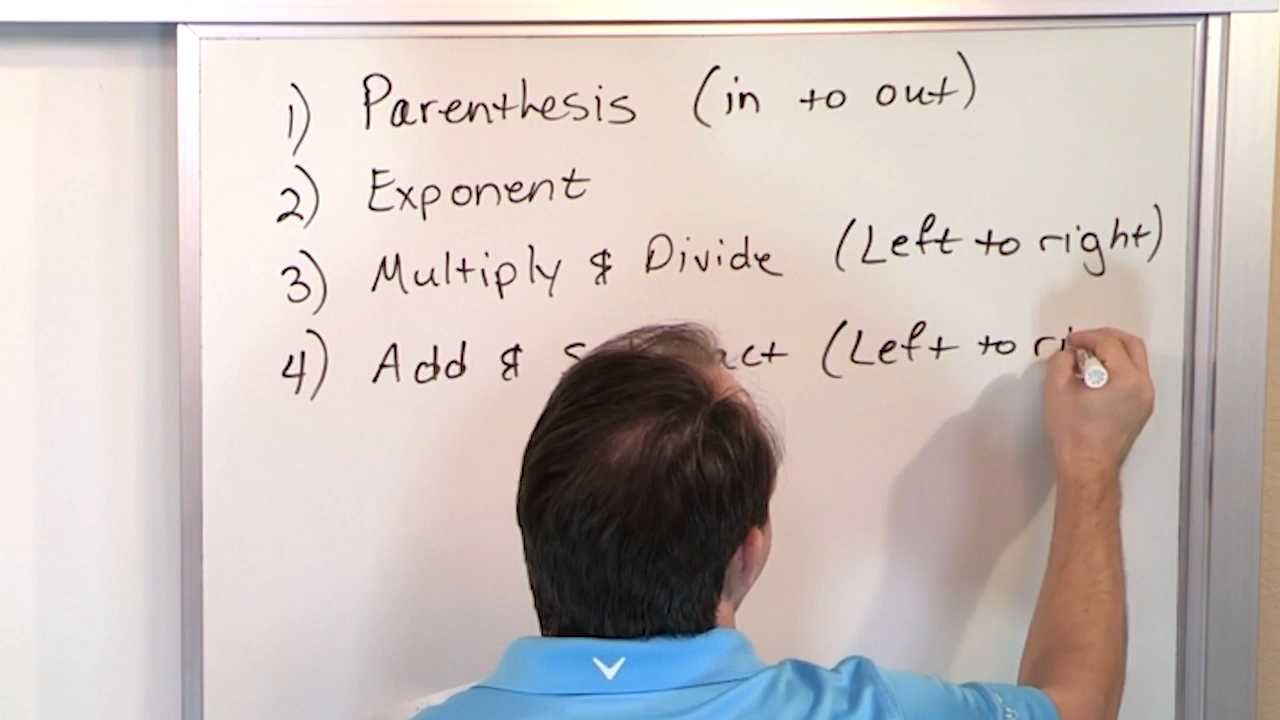 1) Parenthesis (in to out)
2) Exponent
3) Multiply & Divide (Left to right)
4) Add & (Left to